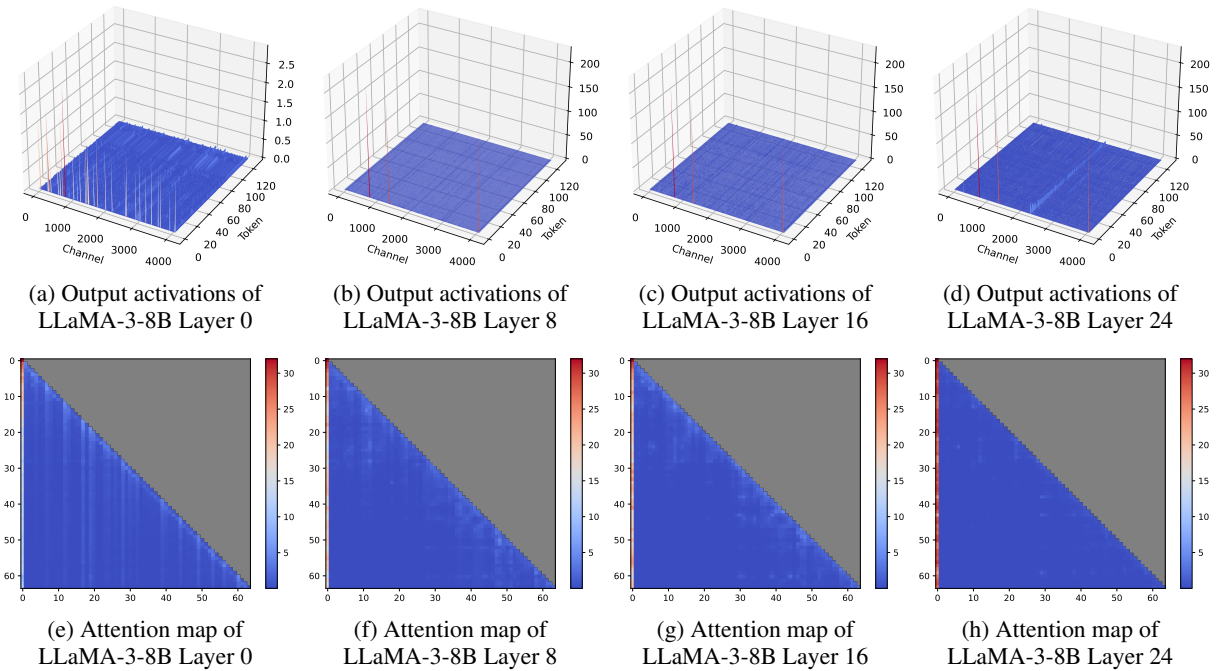 2.5
2.0
1.5
1.0
0.5
0.0
0 1000 2000 3000 4000
Channel
0 20 40 60 80 100 120
Token
200
150
100
50
0
0 1000 2000 3000 4000
Channel
0 20 40 60 80 100 120
Token
200
150
100
50
0
0 1000 2000 3000 4000
Channel
0 20 40 60 80 100 120
Token
200
150
100
50
0
0 1000 2000 3000 4000
Channel
0 20 40 60 80 100 120
Token
(a) Output activations of
LLaMA-3-8B Layer 0
(b) Output activations of
LLaMA-3-8B Layer 8
(c) Output activations of
LLaMA-3-8B Layer 16
(d) Output activations of
LLaMA-3-8B Layer 24
0
10
20
30
40
50
60
0 10 20 30 40 50 60
30
25
20
15
10
5
0
10
20
30
40
50
60
0 10 20 30 40 50 60
30
25
20
15
10
5
0
10
20
30
40
50
60
0 10 20 30 40 50 60
30
25
20
15
10
5
0
10
20
30
40
50
60
0 10 20 30 40 50 60
30
25
20
15
10
5
(e) Attention map of
LLaMA-3-8B Layer 0
(f) Attention map of
LLaMA-3-8B Layer 8
(g) Attention map of
LLaMA-3-8B Layer 16
(h) Attention map of
LLaMA-3-8B Layer 24